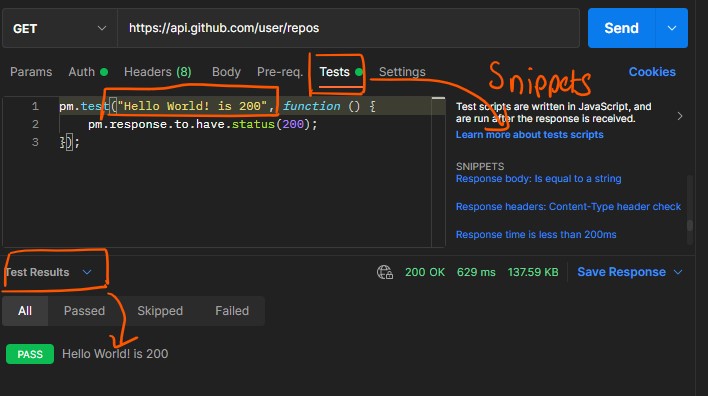 GET https://api.github.com/user/repos Send
Params Auth Headers (8) Body Pre-req. Tests Settings Cookies
Snippets
1 pm.test("Hello World! is 200", function () {
2 pm.response.to.have.status(200);
3 });
Test scripts are written in JavaScript, and
are run after the response is received.
Learn more about tests scripts
SNIPPETS
Response body: Is equal to a string
Response headers: Content-Type header check
Response time is less than 200ms
Test Results 200 OK 629 ms 137.59 KB Save Response
All Passed Skipped Failed
PASS Hello World! is 200